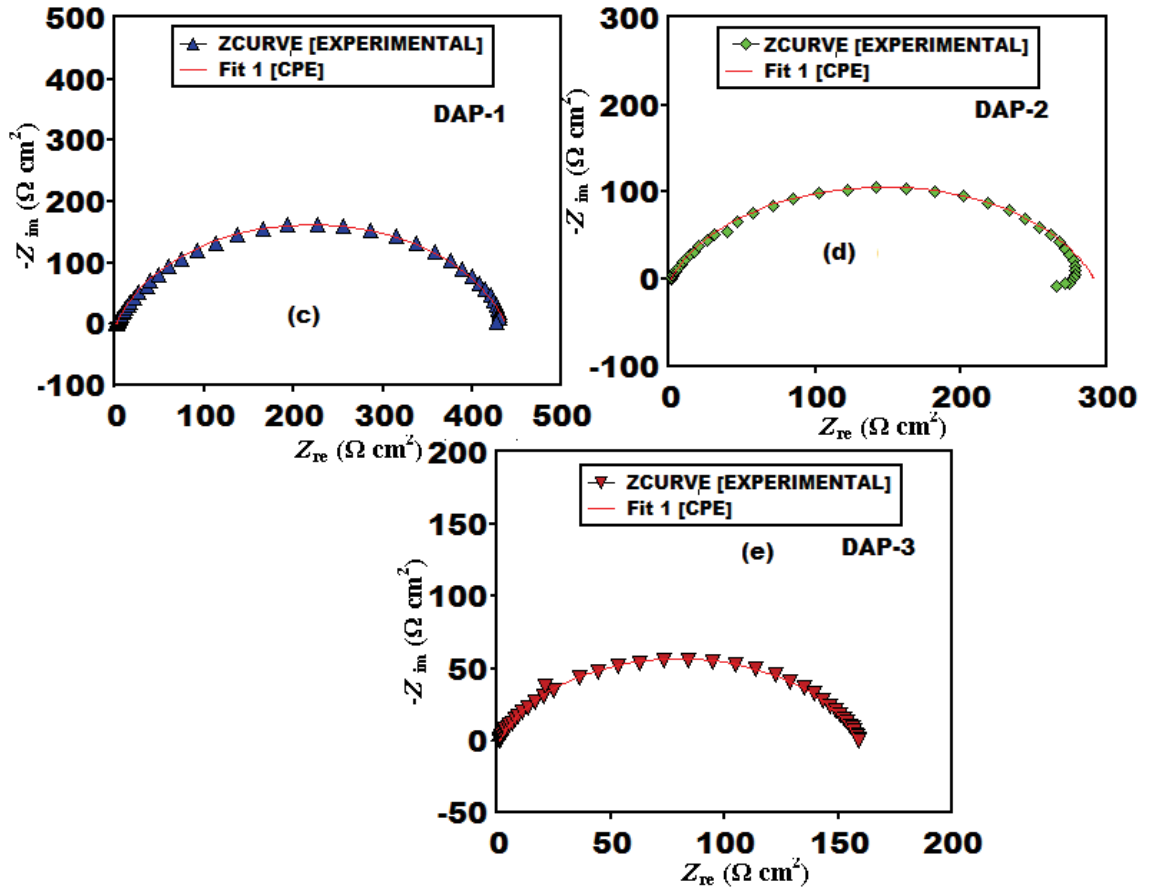 500
400
300
200
100
0
-100
-Z im (Ω cm²)
ZCURVE [EXPERIMENTAL]
Fit 1 [CPE]
DAP-1
(c)
0 100 200 300 400 500
Zre (Ω cm²)
300
200
100
0
-100
-Z im (Ω cm²)
ZCURVE [EXPERIMENTAL]
Fit 1 [CPE]
DAP-2
(d)
0 100 200 300
Zre (Ω cm²)
200
150
100
50
0
-50
-Z im (Ω cm²)
ZCURVE [EXPERIMENTAL]
Fit 1 [CPE]
(e) DAP-3
0 50 100 150 200
Zre (Ω cm²)